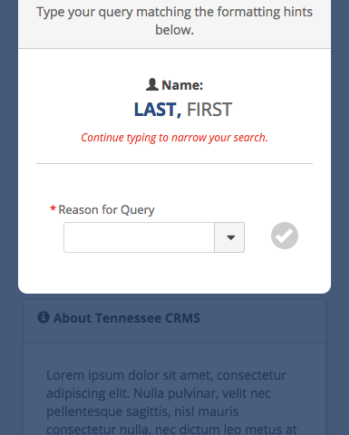 Type your query matching the formatting hints
below.
Name:
LAST, FIRST
Continue typing to narrow your search.
* Reason for Query
About Tennessee CRMS
Lorem ipsum dolor sit amet, consectetur
adipiscing elit. Nulla pulvinar, velit nec
pellentesque sagittis, nisl mauris
consectetur nulla, nec dictum leo metus at